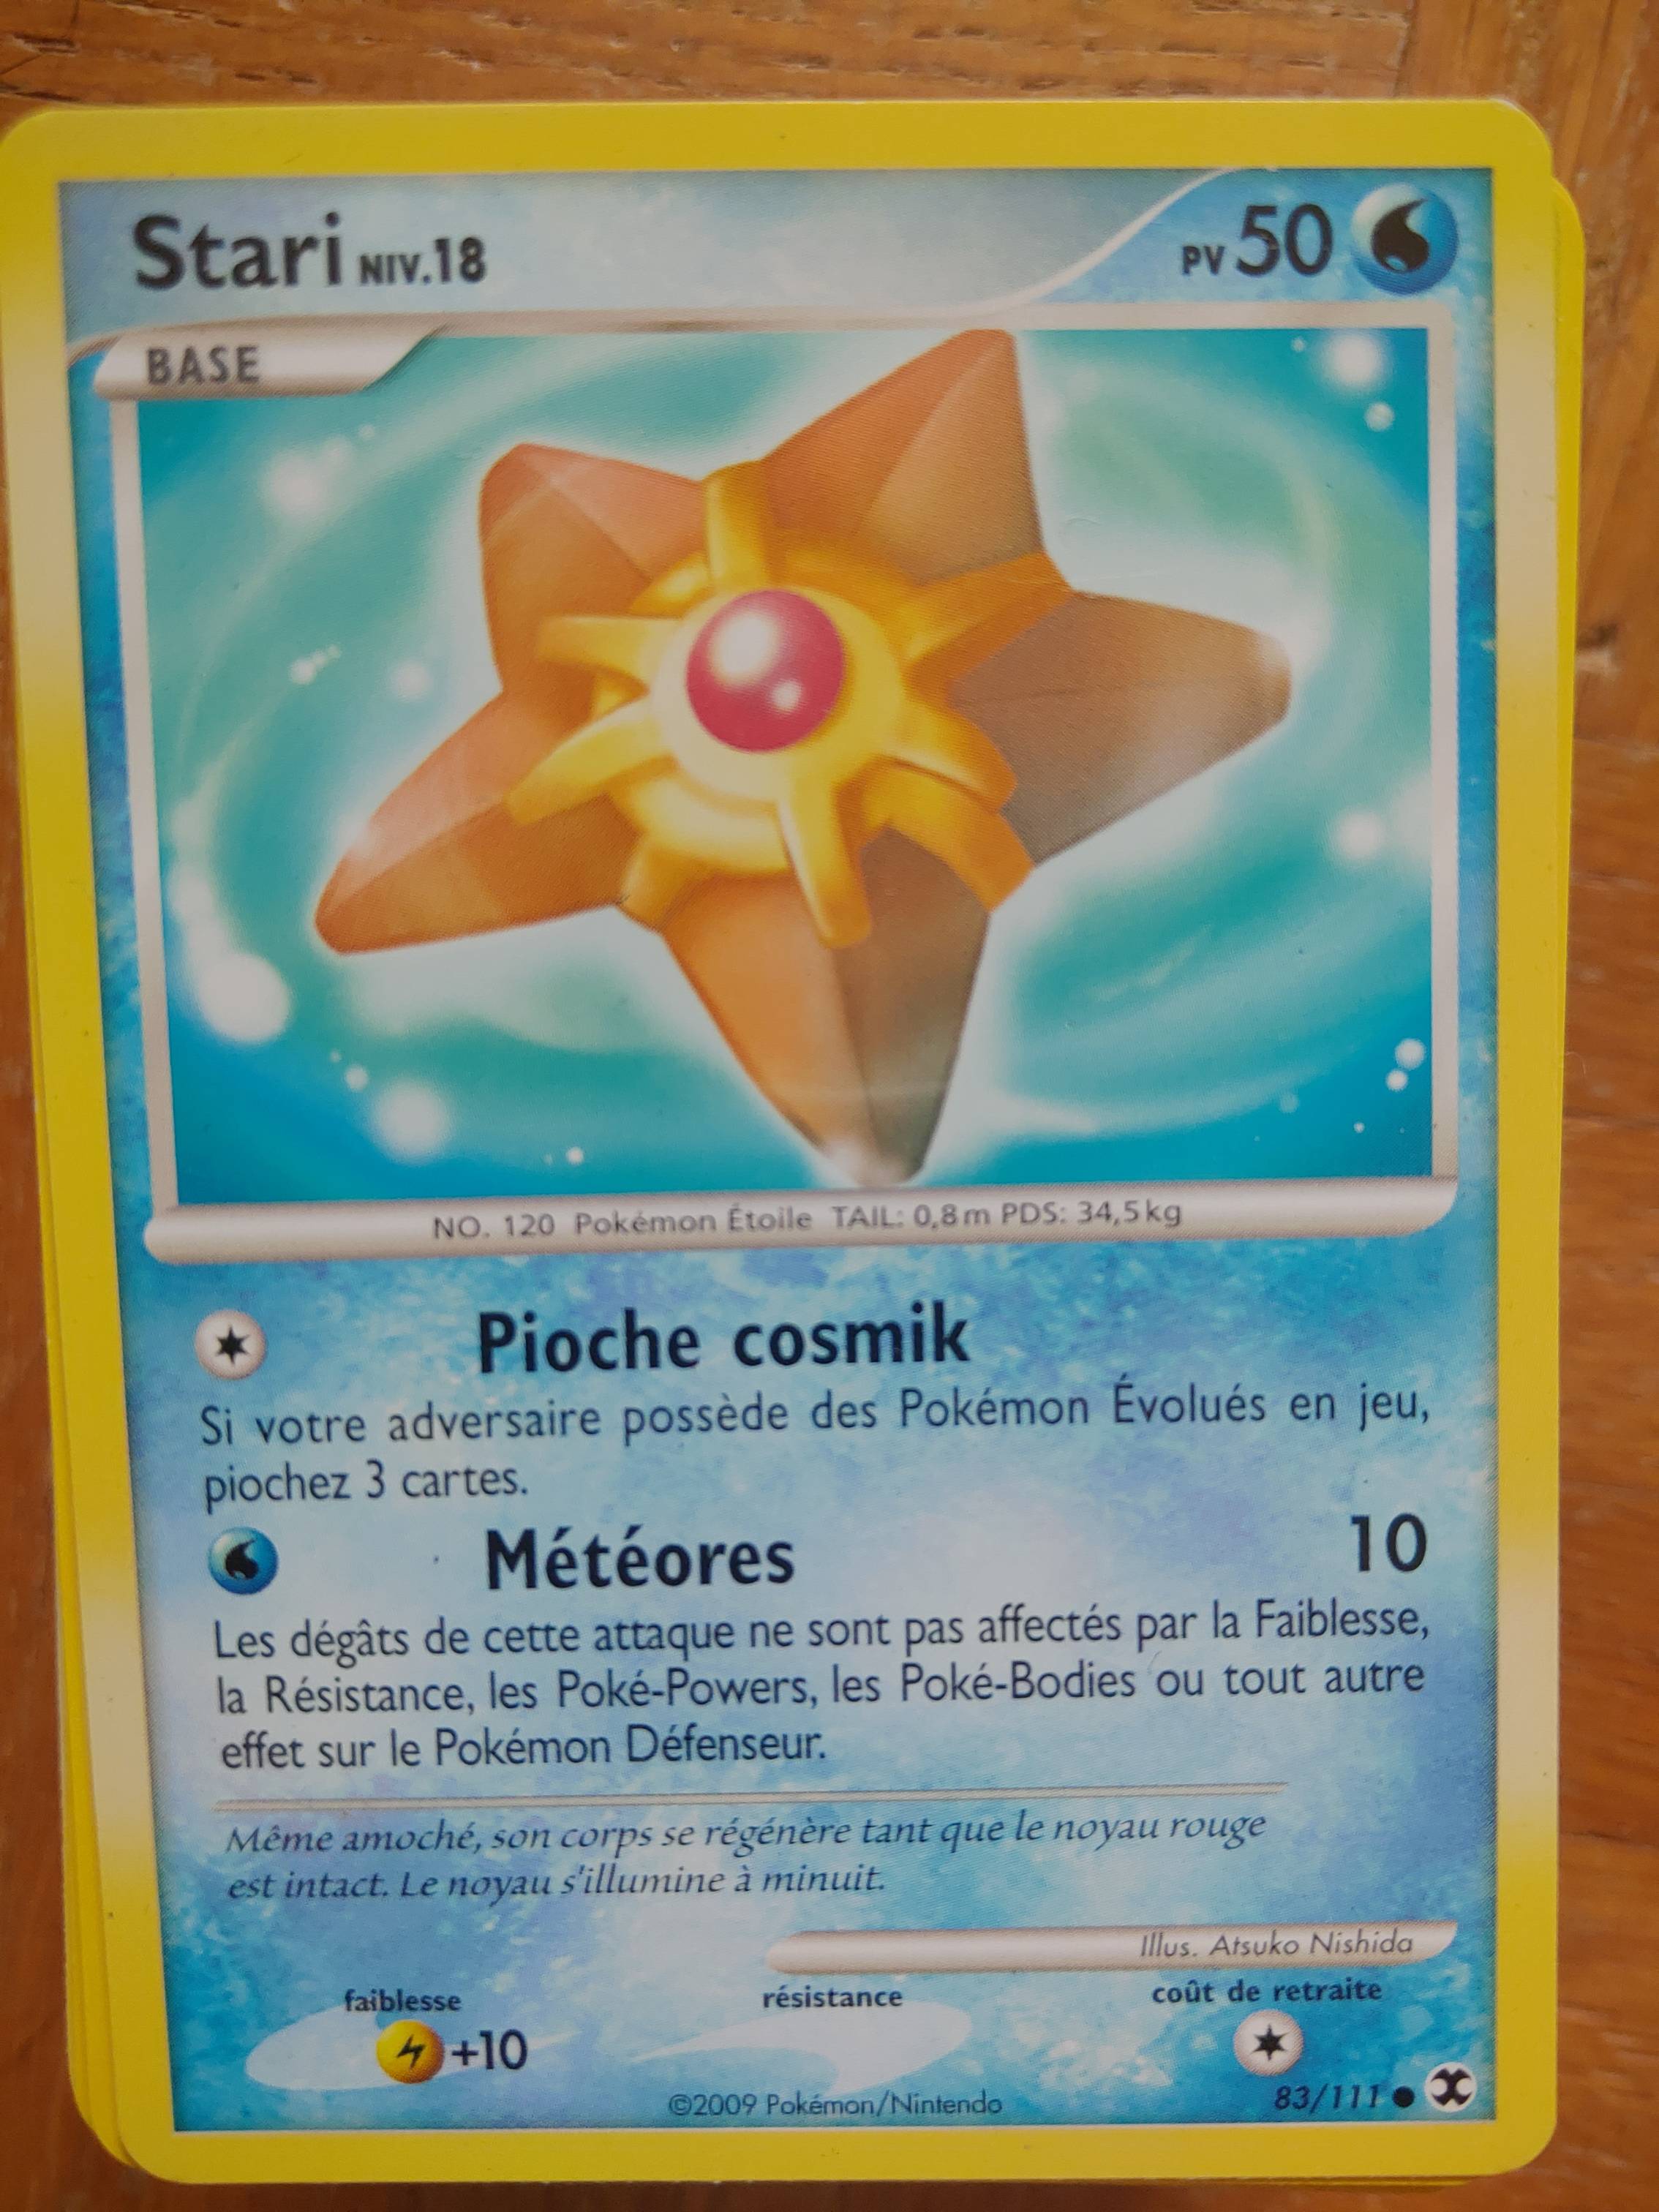 Stari NIV.18
PV 50
BASE
NO. 120 Pokémon Étoile TAIL: 0,8m PDS: 34,5kg
Pioche cosmik
Si votre adversaire possède des Pokémon Évolués en jeu,
piochez 3 cartes.
Météores 10
Les dégâts de cette attaque ne sont pas affectés par la Faiblesse,
la Résistance, les Poké-Powers, les Poké-Bodies ou tout autre
effet sur le Pokémon Défenseur.
Même amoché, son corps se régénère tant que le noyau rouge
est intact. Le noyau s'illumine à minuit.
Illus. Atsuko Nishida
faiblesse résistance coût de retraite
+10
©2009 Pokémon/Nintendo
83/111